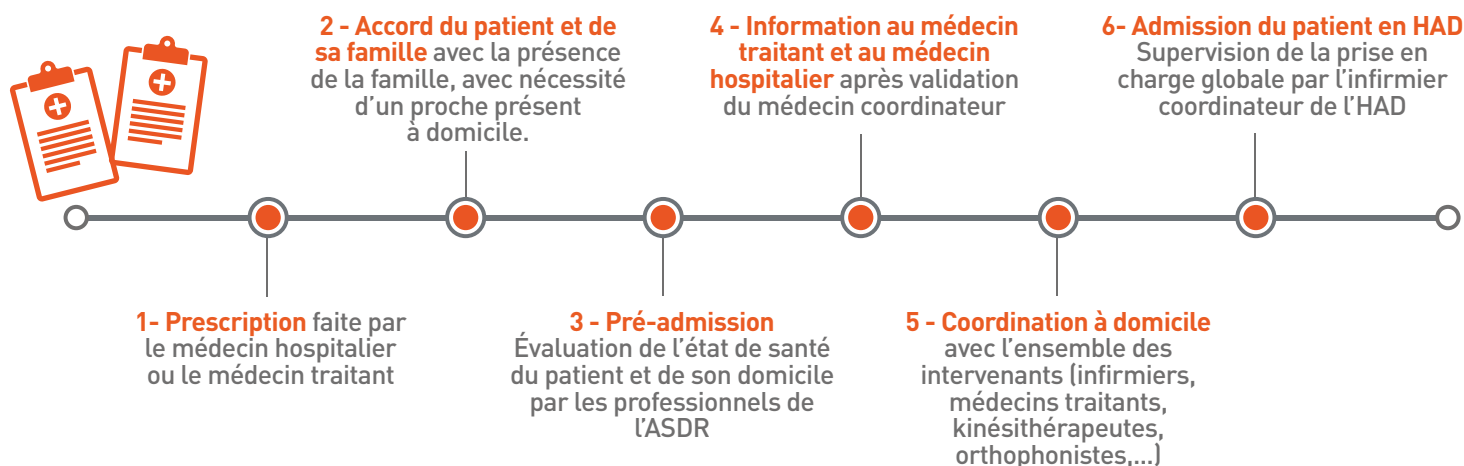 1- Prescription faite par
le médecin hospitalier
ou le médecin traitant
2 - Accord du patient et de
sa famille avec la présence
de la famille, avec nécessité
d'un proche présent
à domicile.
3 - Pré-admission
Évaluation de l'état de santé
du patient et de son domicile
par les professionnels de
l'ASDR
4 - Information au médecin
traitant et au médecin
hospitalier après validation
du médecin coordinateur
5 - Coordination à domicile
avec l'ensemble des
intervenants (infirmiers,
médecins traitants,
kinésithérapeutes,
orthophonistes,...)
6- Admission du patient en HAD
Supervision de la prise en
charge globale par l'infirmier
coordinateur de l'HAD